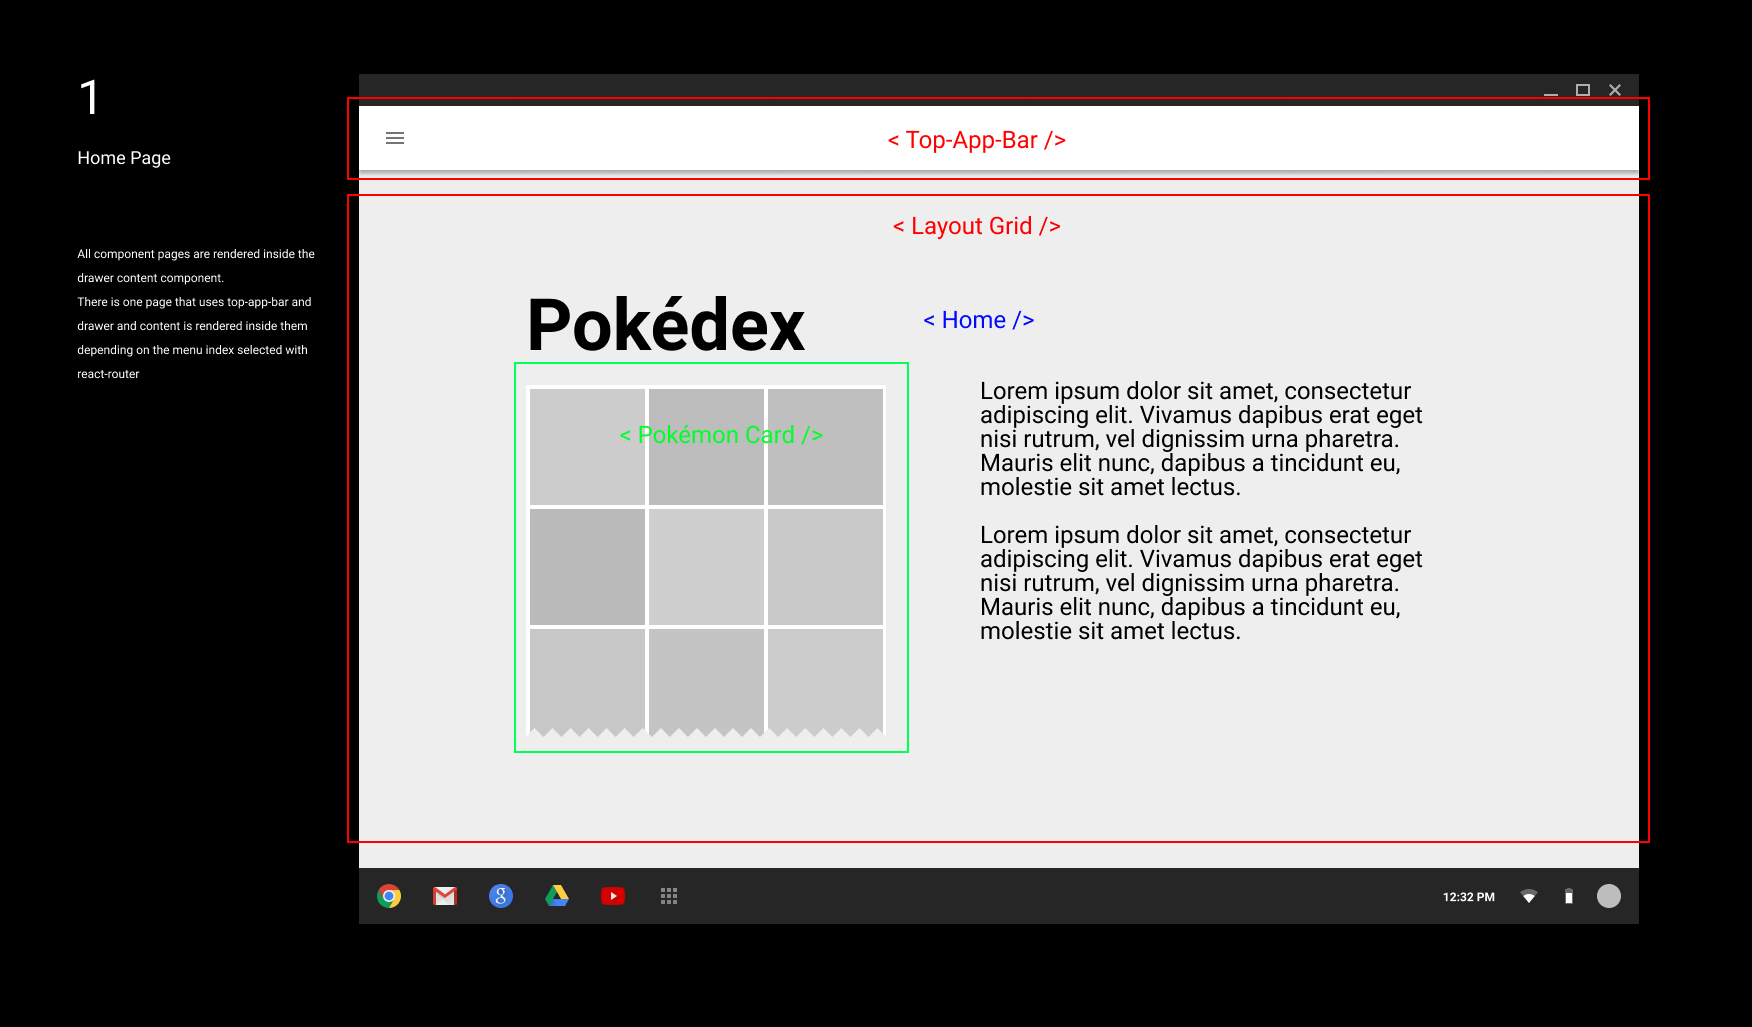 1
Home Page
All component pages are rendered inside the
drawer content component.
There is one page that uses top-app-bar and
drawer and content is rendered inside them
depending on the menu index selected with
react-router
< Top-App-Bar />
< Layout Grid />
Pokédex
< Home />
< Pokémon Card />
Lorem ipsum dolor sit amet, consectetur
adipiscing elit. Vivamus dapibus erat eget
nisi rutrum, vel dignissim urna pharetra.
Mauris elit nunc, dapibus a tincidunt eu,
molestie sit amet lectus.
Lorem ipsum dolor sit amet, consectetur
adipiscing elit. Vivamus dapibus erat eget
nisi rutrum, vel dignissim urna pharetra.
Mauris elit nunc, dapibus a tincidunt eu,
molestie sit amet lectus.
g
12:32 PM